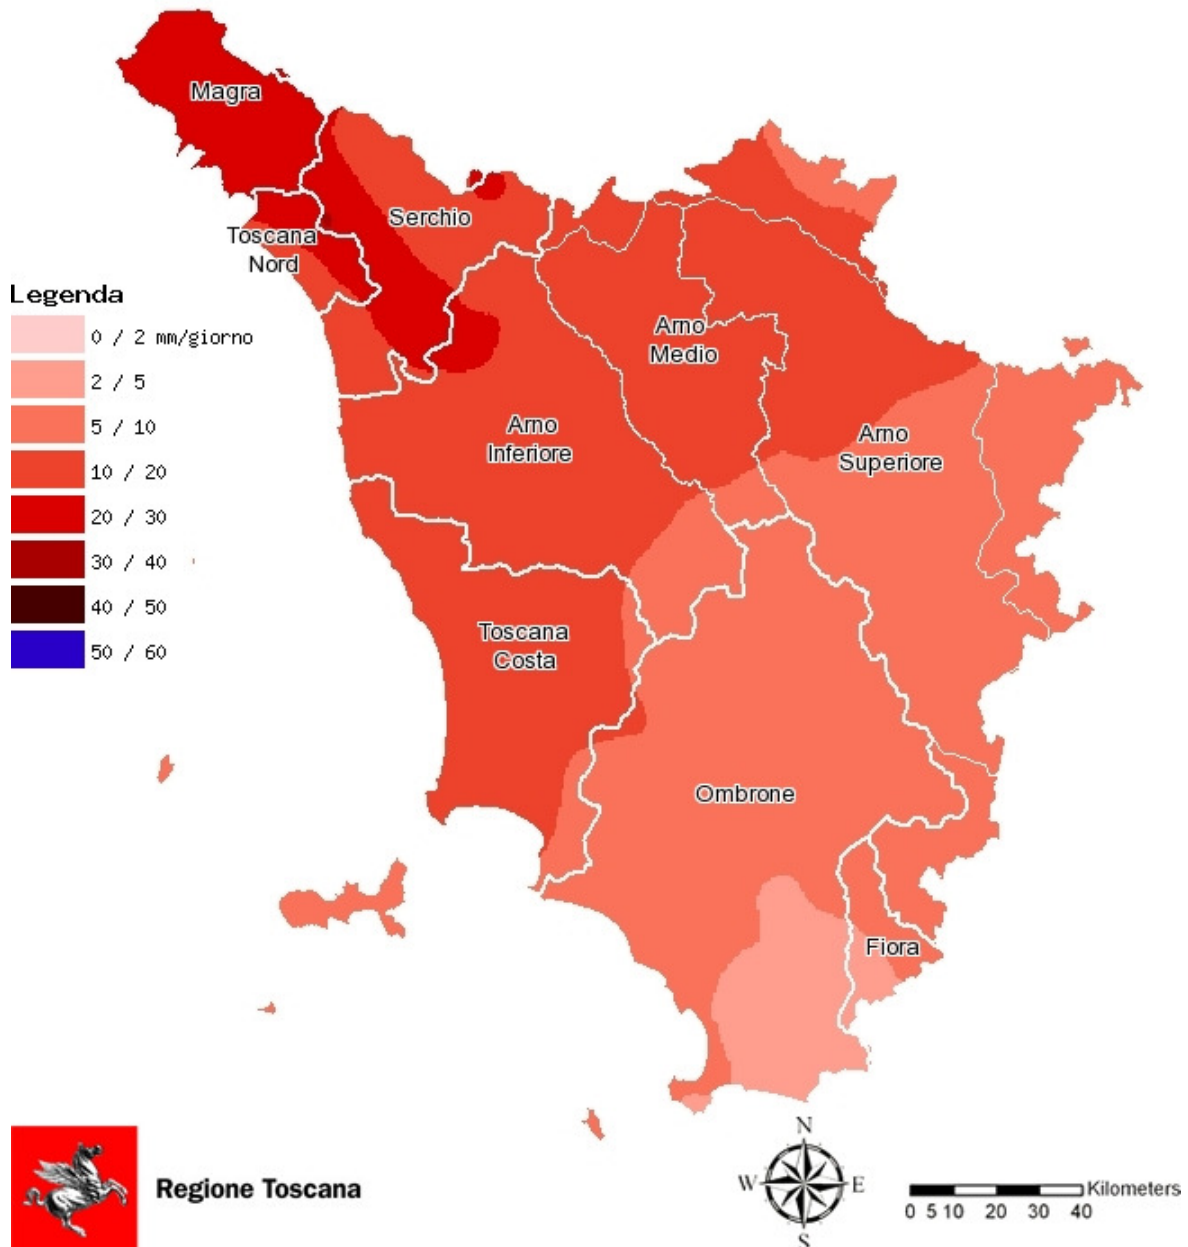 Magra
Serchio
Toscana
Nord
Legenda
0 / 2 mm/giorno
2 / 5
5 / 10
10 / 20
20 / 30
30 / 40
40 / 50
50 / 60
Arno
Medio
Arno
Inferiore
Arno
Superiore
Toscana
Costa
Ombrone
Fiora
Regione Toscana
N
W E
S
Kilometers
0 5 10 20 30 40